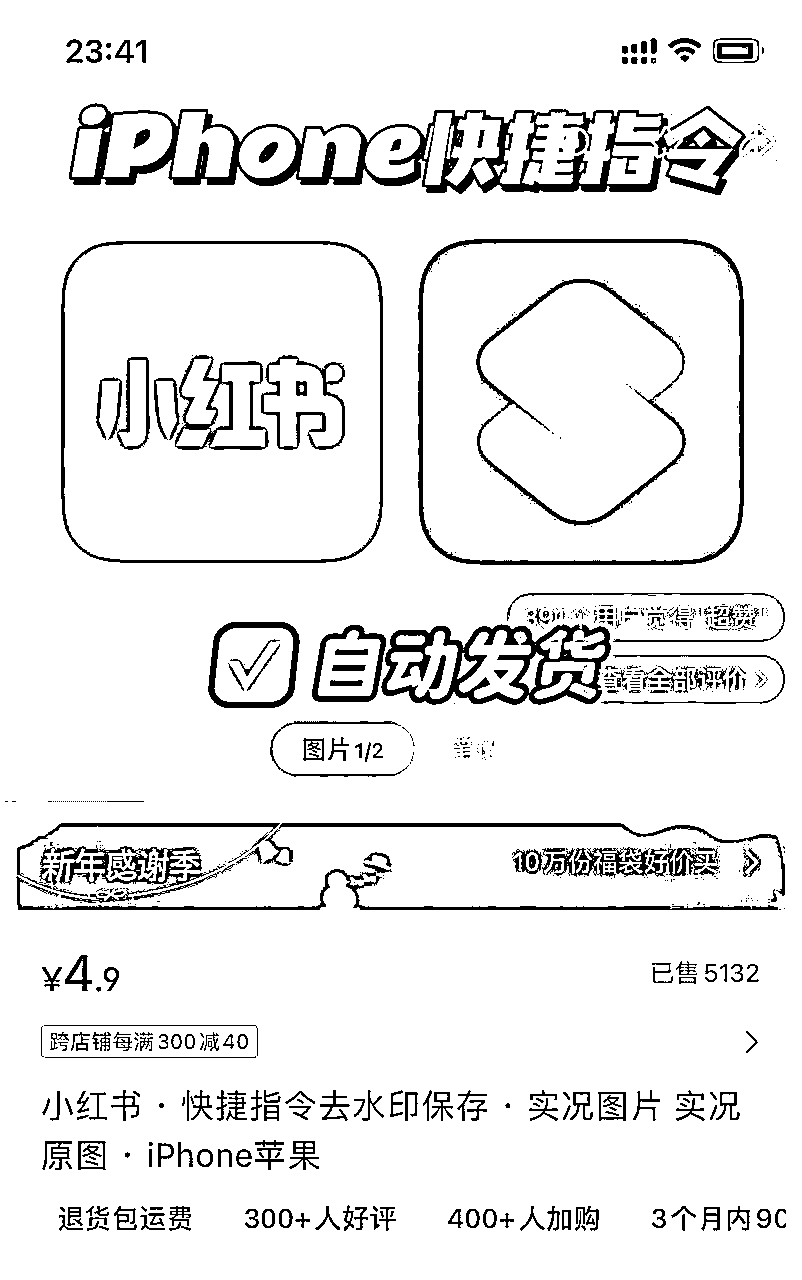 23:41
iPhone快捷指令
小红书
用户觉得"超赞"
自动发货
查看全部评价
图片1/2
新年感谢季
10万份福袋好价买
¥4.9
已售5132
跨店铺每满300减40
小红书·快捷指令去水印保存·实况图片 实况
原图·iPhone苹果
退货包运费 300+人好评 400+人加购 3个月内90